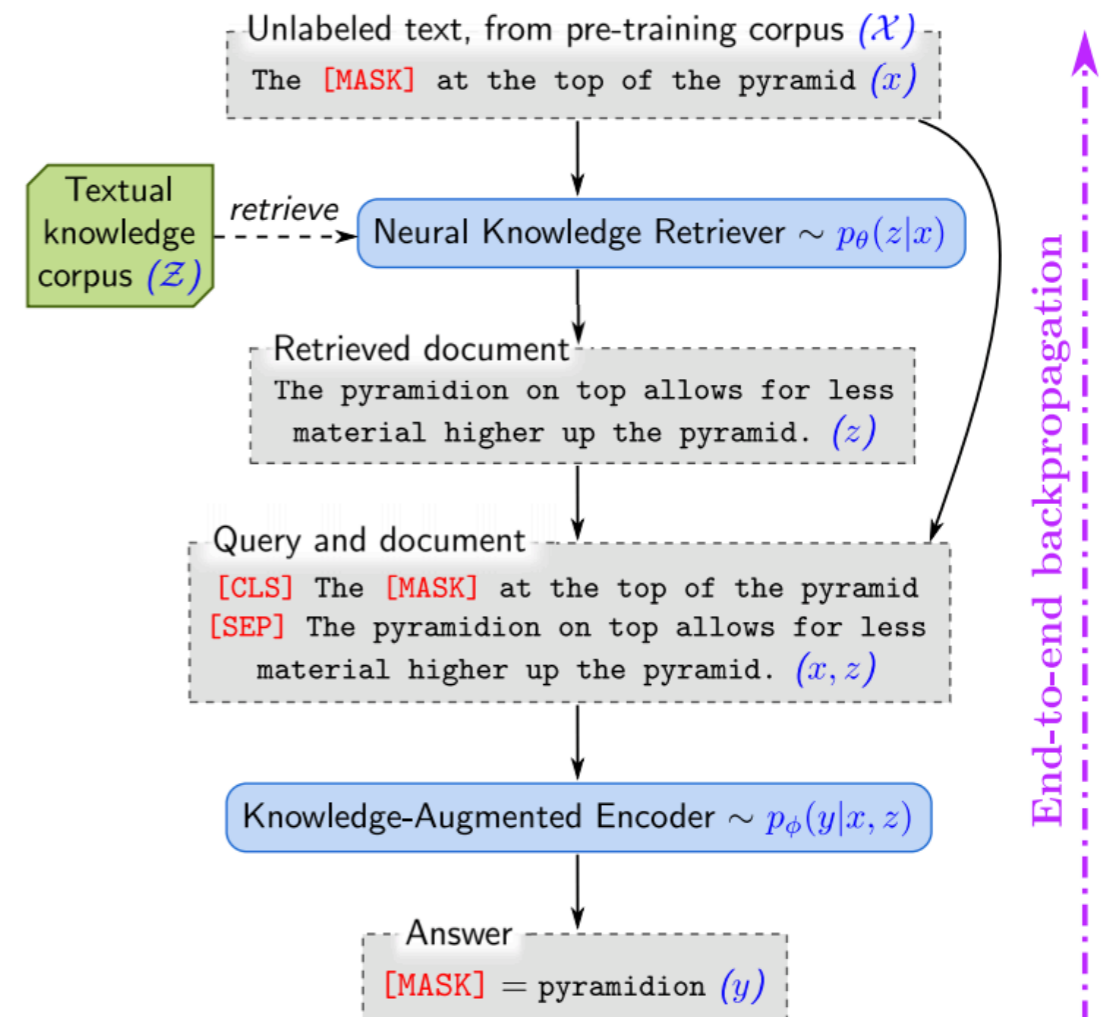 Unlabeled text, from pre-training corpus (𝒳)
The [MASK] at the top of the pyramid (x)
Textual
knowledge
corpus (𝒵)
retrieve
Neural Knowledge Retriever ∼ pθ(z|x)
Retrieved document
The pyramidion on top allows for less
material higher up the pyramid. (z)
Query and document
[CLS] The [MASK] at the top of the pyramid
[SEP] The pyramidion on top allows for less
material higher up the pyramid. (x, z)
Knowledge-Augmented Encoder ∼ pϕ(y|x, z)
Answer
[MASK] = pyramidion (y)
End-to-end backpropagation